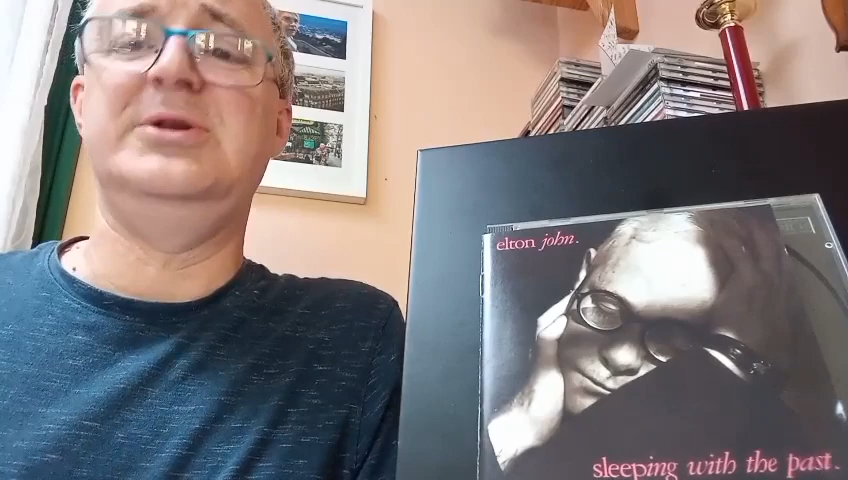 elton john.
sleeping with the past.